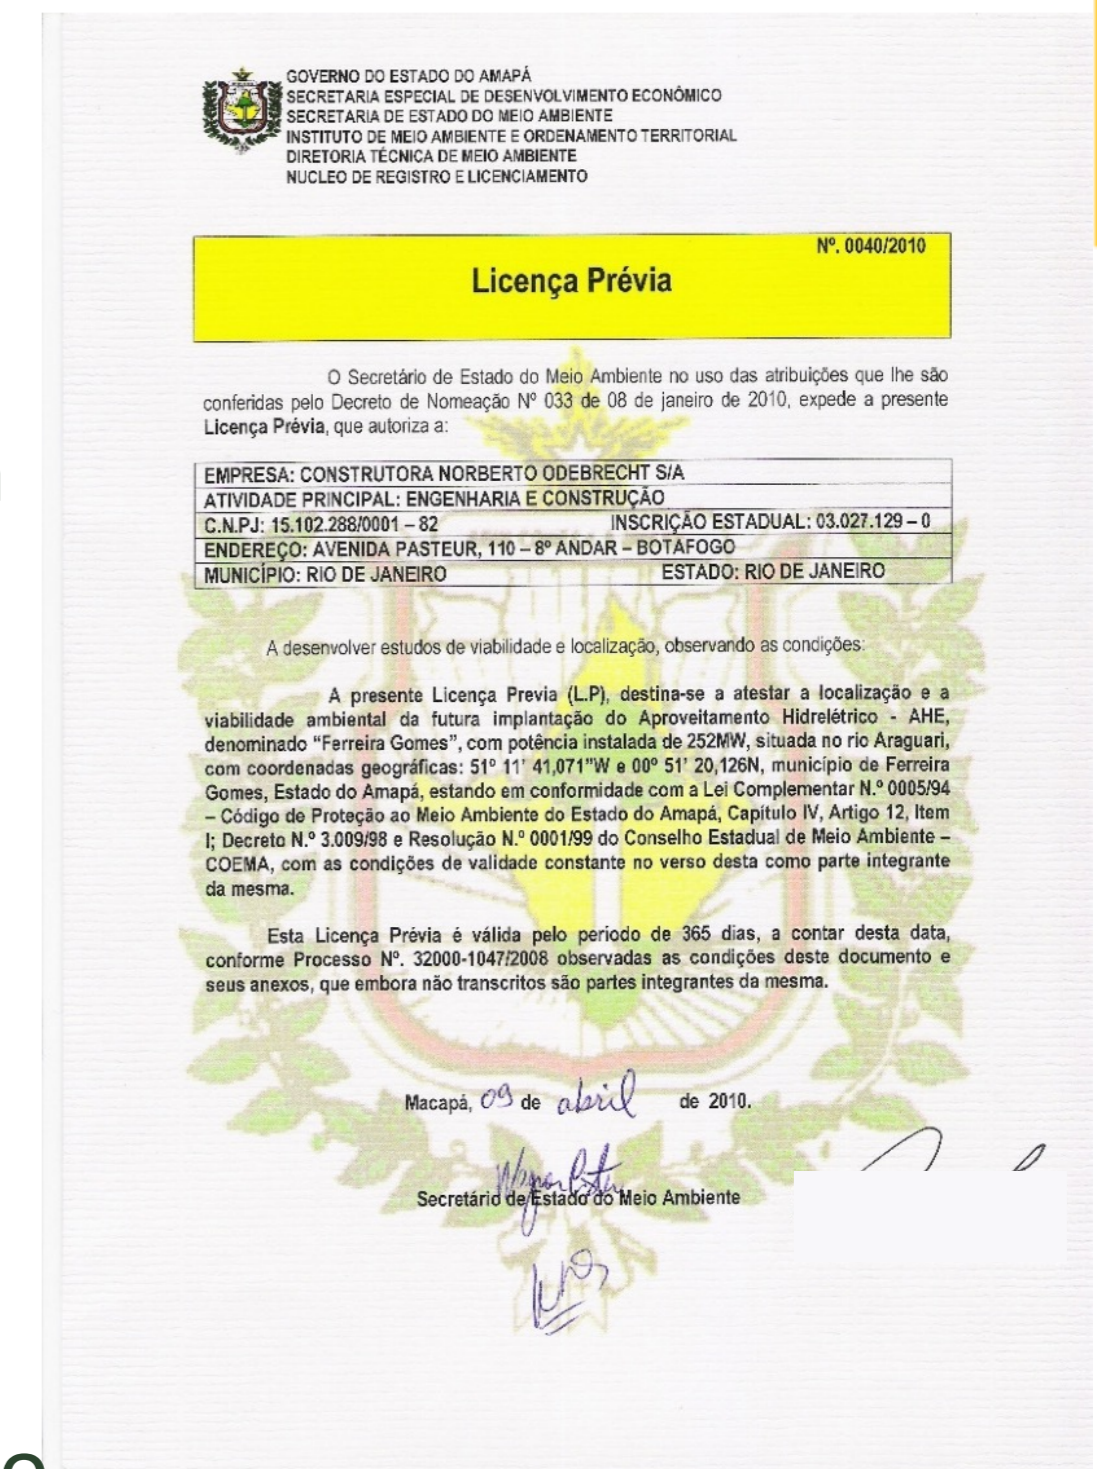 GOVERNO DO ESTADO DO AMAPÁ
SECRETARIA ESPECIAL DE DESENVOLVIMENTO ECONÔMICO
SECRETARIA DE ESTADO DO MEIO AMBIENTE
INSTITUTO DE MEIO AMBIENTE E ORDENAMENTO TERRITORIAL
DIRETORIA TÉCNICA DE MEIO AMBIENTE
NUCLEO DE REGISTRO E LICENCIAMENTO
Nº. 0040/2010
Licença Prévia
O Secretário de Estado do Meio Ambiente no uso das atribuições que lhe são
conferidas pelo Decreto de Nomeação Nº 033 de 08 de janeiro de 2010, expede a presente
Licença Prévia, que autoriza a:
EMPRESA: CONSTRUTORA NORBERTO ODEBRECHT S/A
ATIVIDADE PRINCIPAL: ENGENHARIA E CONSTRUÇÃO
C.N.PJ: 15.102.288/0001 – 82 INSCRIÇÃO ESTADUAL: 03.027.129 – 0
ENDEREÇO: AVENIDA PASTEUR, 110 – 8º ANDAR – BOTAFOGO
MUNICÍPIO: RIO DE JANEIRO ESTADO: RIO DE JANEIRO
A desenvolver estudos de viabilidade e localização, observando as condições:
A presente Licença Previa (L.P), destina-se a atestar a localização e a
viabilidade ambiental da futura implantação do Aproveitamento Hidrelétrico - AHE,
denominado “Ferreira Gomes”, com potência instalada de 252MW, situada no rio Araguari,
com coordenadas geográficas: 51º 11’ 41,071”W e 00º 51’ 20,126N, município de Ferreira
Gomes, Estado do Amapá, estando em conformidade com a Lei Complementar N.º 0005/94
– Código de Proteção ao Meio Ambiente do Estado do Amapá, Capítulo IV, Artigo 12, Item
I; Decreto N.º 3.009/98 e Resolução N.º 0001/99 do Conselho Estadual de Meio Ambiente –
COEMA, com as condições de validade constante no verso desta como parte integrante
da mesma.
Esta Licença Prévia é válida pelo periodo de 365 dias, a contar desta data,
conforme Processo Nº. 32000-1047/2008 observadas as condições deste documento e
seus anexos, que embora não transcritos são partes integrantes da mesma.
Macapá, 09 de abril de 2010.
Secretário de Estado do Meio Ambiente